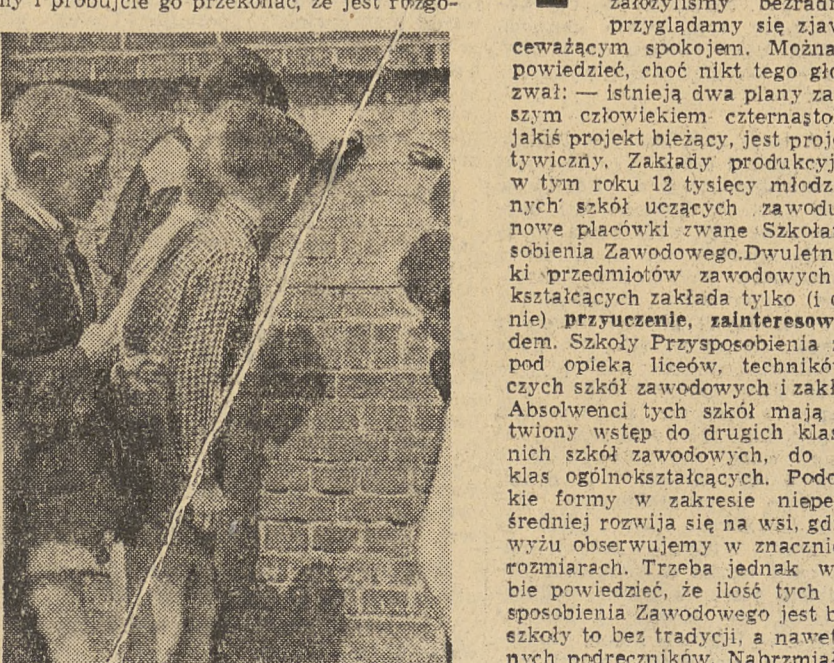 ny i próbujcie go przekonać, że jest rozgo-
założyliśmy bezradn
przyglądamy się zjaw
ceważącym spokojem. Można
powiedzieć, choć nikt tego gło
zwał: — istnieją dwa plany za
szym człowiekiem czternasto
jakiś projekt bieżący, jest proj
tywiczny. Zakłady produkcyj
w tym roku 12 tysięcy młodz
nych szkół uczących zawodu
nowe placówki zwane Szkoła
sobienia Zawodowego.Dwuletn
ki przedmiotów zawodowych
kształcących zakłada tylko (i
nie) przyuczenie, zainteresow
dem. Szkoły Przysposobienia
pod opieką liceów, technikó
czych szkół zawodowych i zakł
Absolwenci tych szkół mają
twiony wstęp do drugich klas
nich szkół zawodowych, do
klas ogólnokształcących. Podo
kie formy w zakresie niepe
średniej rozwija się na wsi, gd
wyżu obserwujemy w znaczni
rozmiarach. Trzeba jednak w
bie powiedzieć, że ilość tych
sposobienia Zawodowego jest b
szkoły to bez tradycji, a nawet
nych podręczników. Nabrzmia